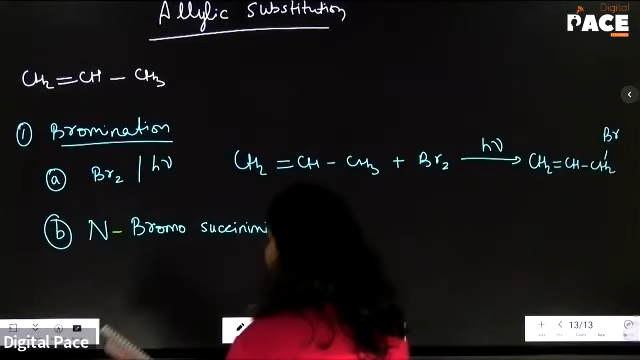 Allylic Substitution
Digital
PACE
CH2=CH-CH3
① Bromination
ⓐ Br2 / hν
CH2=CH-CH3 + Br2 hν → CH2=CH-CH2
Br
ⓑ N-Bromo succinimi
13/13
Digital Pace